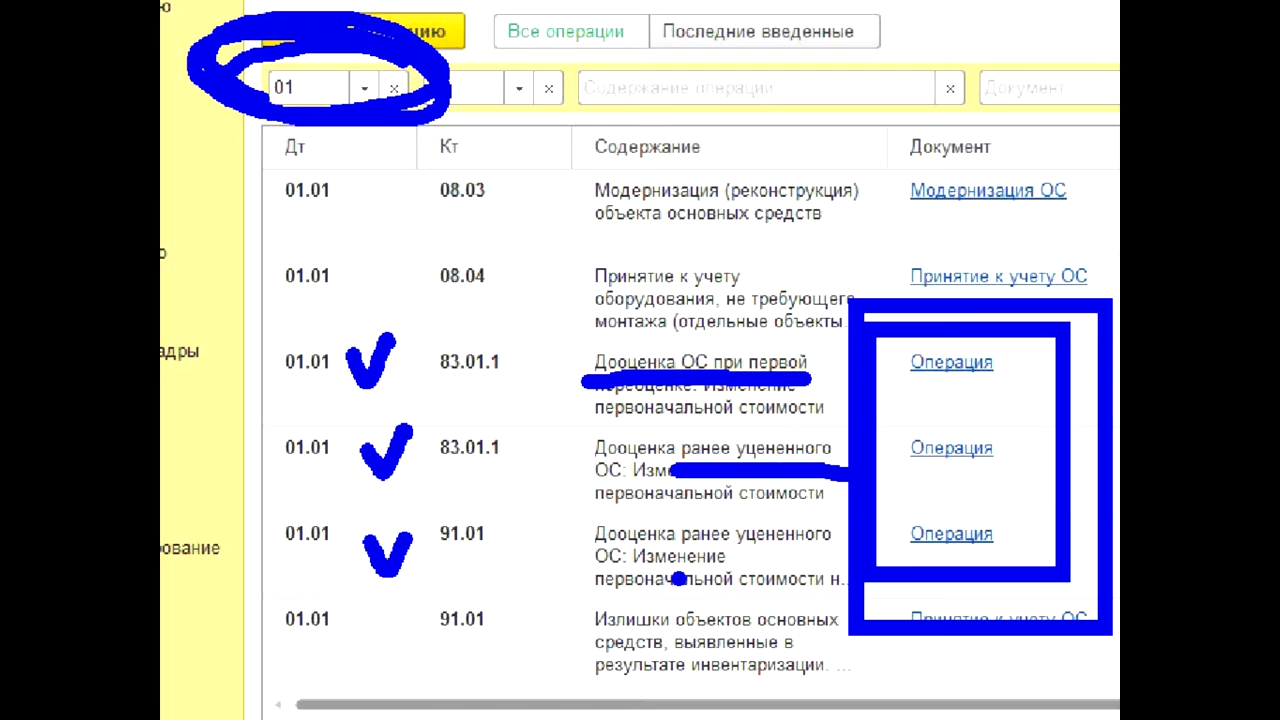 ю
нию
Все операции
Последние введенные
01
Содержание операции
Документ
Дт
Кт
Содержание
Документ
01.01
08.03
Модернизация (реконструкция)
объекта основных средств
Модернизация ОС
о
01.01
08.04
Принятие к учету
оборудования, не требующего
монтажа (отдельные объекты.
Принятие к учету ОС
адры
01.01
83.01.1
Дооценка ОС при первой
переоценке: Изменение
первоначальной стоимости
Операция
01.01
83.01.1
Дооценка ранее уцененного
ОС: Изме
первоначальной стоимости
Операция
ование
01.01
91.01
Дооценка ранее уцененного
ОС: Изменение
первоначальной стоимости н...
Операция
01.01
91.01
Излишки объектов основных
средств, выявленные в
результате инвентаризации. ...
Принятие к учету ОС